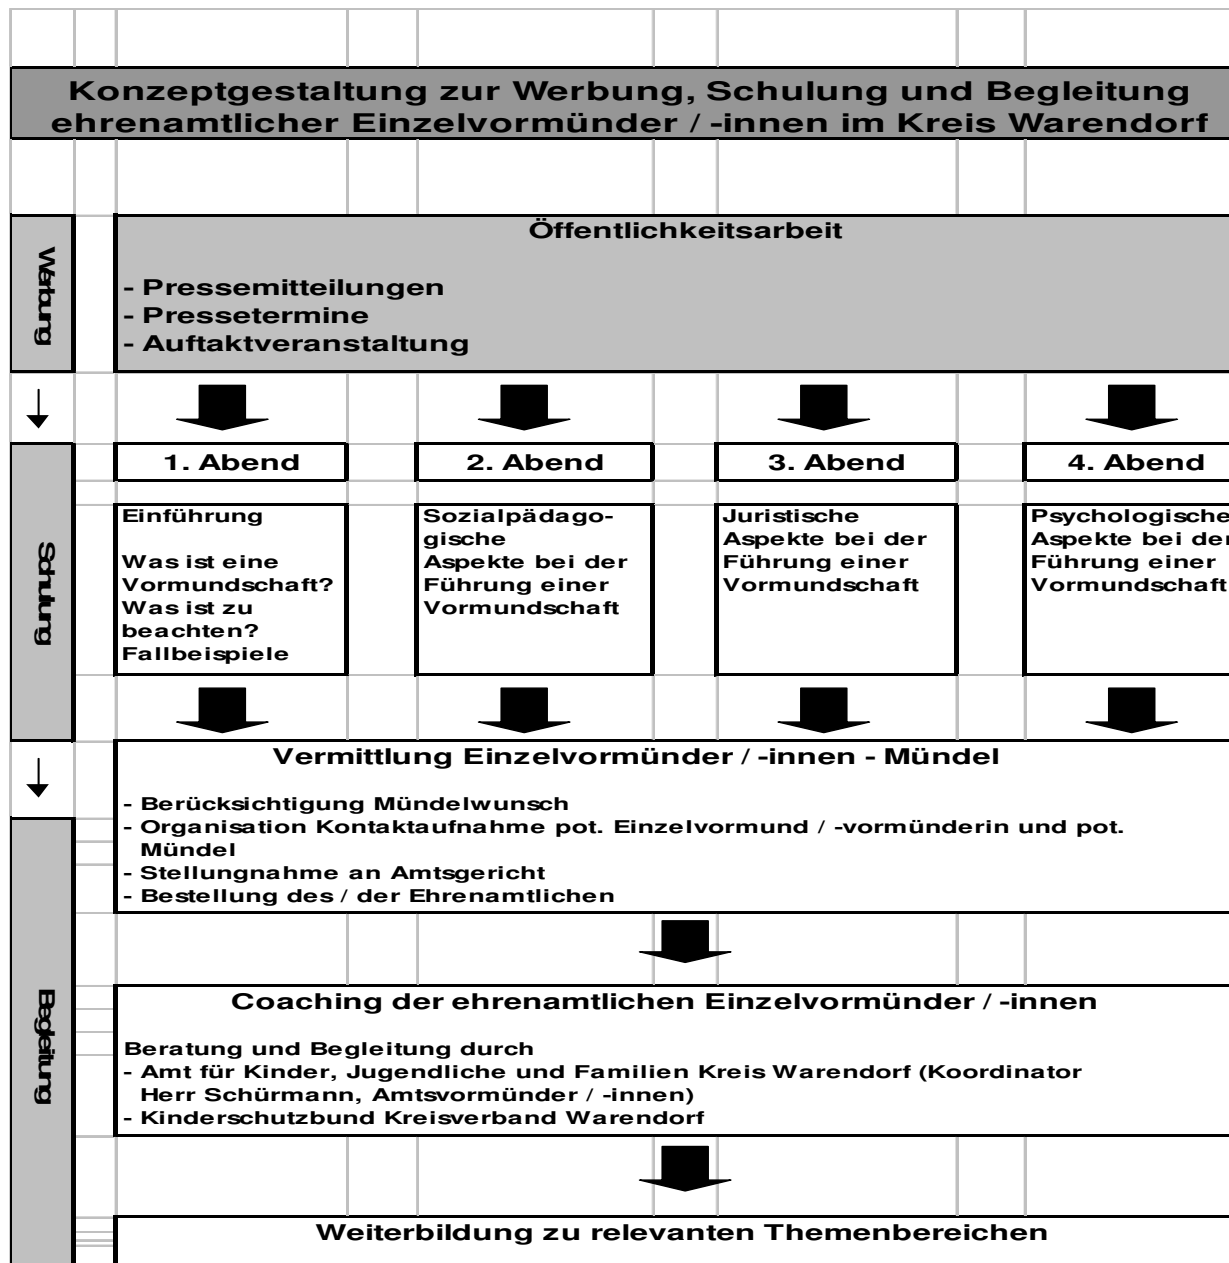 Konzeptgestaltung zur Werbung, Schulung und Begleitung
ehrenamtlicher Einzelvormünder / -innen im Kreis Warendorf
Werbung
Öffentlichkeitsarbeit
- Pressemitteilungen
- Pressetermine
- Auftaktveranstaltung
Schulung
1. Abend
Einführung
Was ist eine
Vormundschaft?
Was ist zu
beachten?
Fallbeispiele
2. Abend
Sozialpädago-
gische
Aspekte bei der
Führung einer
Vormundschaft
3. Abend
Juristische
Aspekte bei der
Führung einer
Vormundschaft
4. Abend
Psychologische
Aspekte bei der
Führung einer
Vormundschaft
Vermittlung Einzelvormünder / -innen - Mündel
- Berücksichtigung Mündelwunsch
- Organisation Kontaktaufnahme pot. Einzelvormund / -vormünderin und pot.
Mündel
- Stellungnahme an Amtsgericht
- Bestellung des / der Ehrenamtlichen
Begleitung
Coaching der ehrenamtlichen Einzelvormünder / -innen
Beratung und Begleitung durch
- Amt für Kinder, Jugendliche und Familien Kreis Warendorf (Koordinator
Herr Schürmann, Amtsvormünder / -innen)
- Kinderschutzbund Kreisverband Warendorf
Weiterbildung zu relevanten Themenbereichen